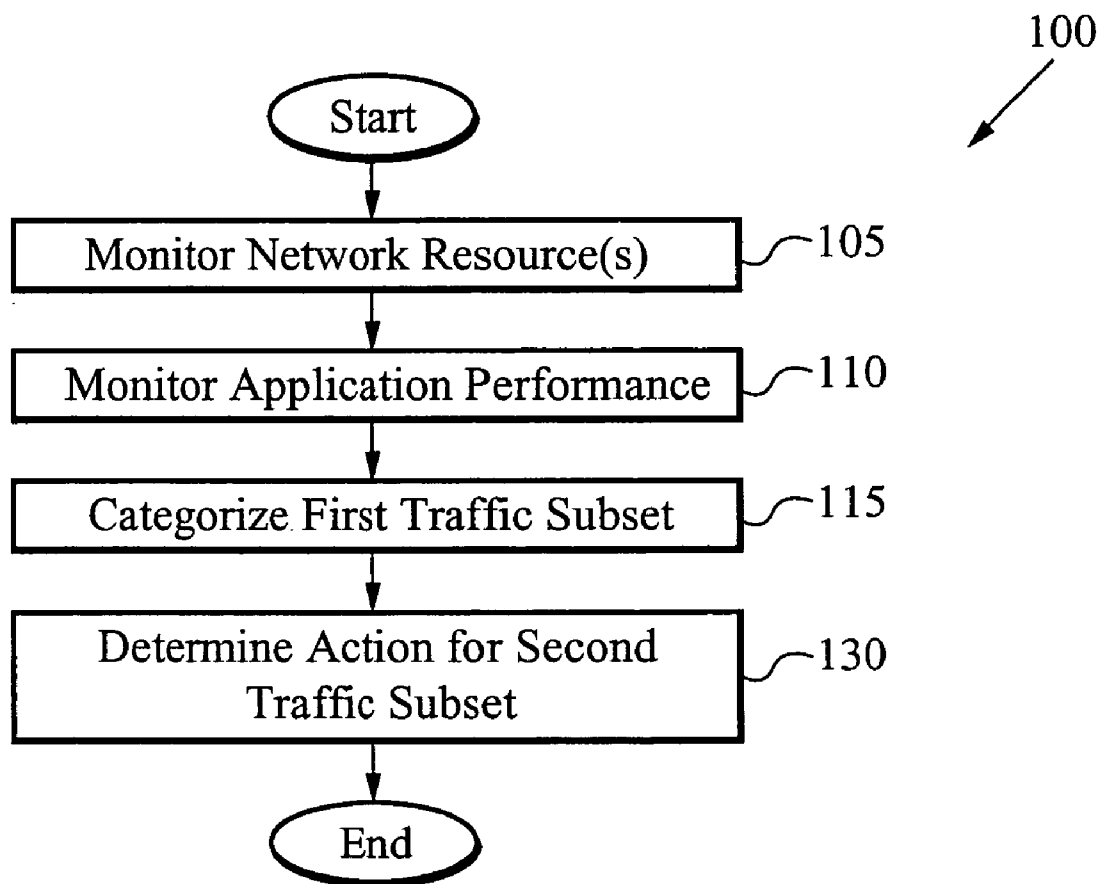 100
Start
Monitor Network Resource(s)
105
Monitor Application Performance
110
Categorize First Traffic Subset
115
Determine Action for Second
Traffic Subset
130
End